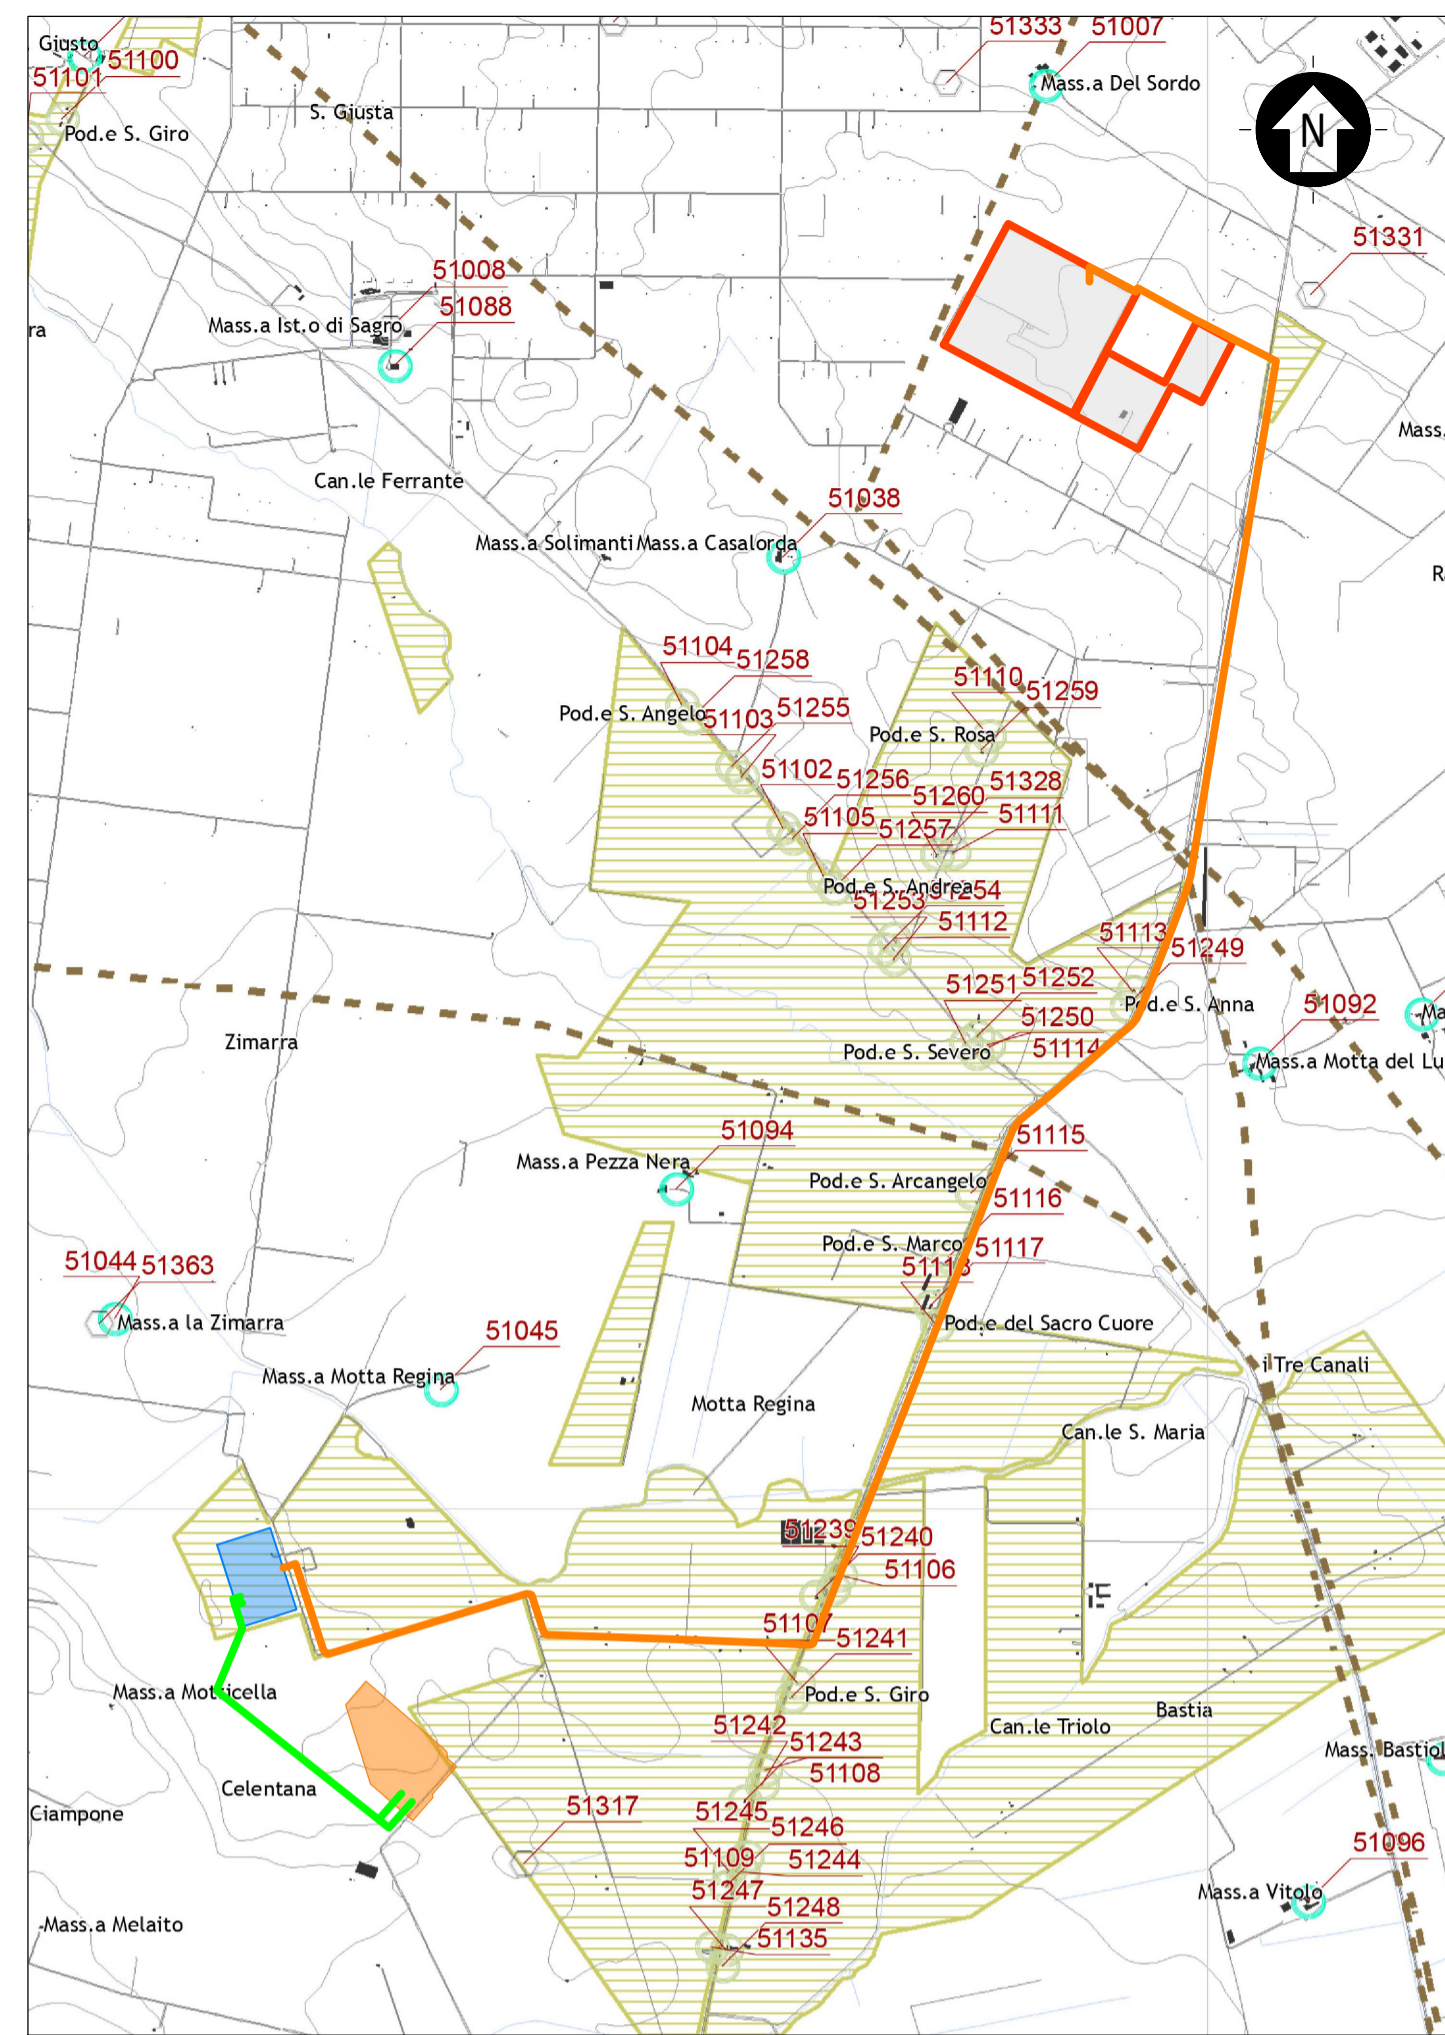 51333
51007
Giusto
51100
51101
Mass.a Del Sordo
S. Giusta
N
Pod.e S. Giro
51331
51008
51088
Mass.a Ist.o di Sagro
ra
Mass.
Can.le Ferrante
51038
Mass.a Solimanti
Mass.a Casalorda
51104
51258
51110
51259
Pod.e S. Angelo
51103
51255
Pod.e S. Rosa
51102
51256
51328
51260
51105
51257
51111
Pod.e S. Andrea
51253
51112
51113
51249
51251
51252
Pod.e S. Anna
51092
51250
Zimarra
Pod.e S. Severo
51114
Mass.a Motta del Lu
51094
51115
Mass.a Pezza Nera
Pod.e S. Arcangelo
51116
Pod.e S. Marco
51117
51044
51363
Mass.a la Zimarra
Pod.e del Sacro Cuore
51045
i Tre Canali
Mass.a Motta Regina
Motta Regina
Can.le S. Maria
51239
51240
51106
51107
51241
Mass.a Motticella
Pod.e S. Giro
Bastia
51242
Can.le Triolo
51243
Mass. Bastiol
51108
Celentana
Ciampone
51317
51245
51246
51109
51244
51096
51247
Mass.a Vitolo
51248
Mass.a Melaito
51135